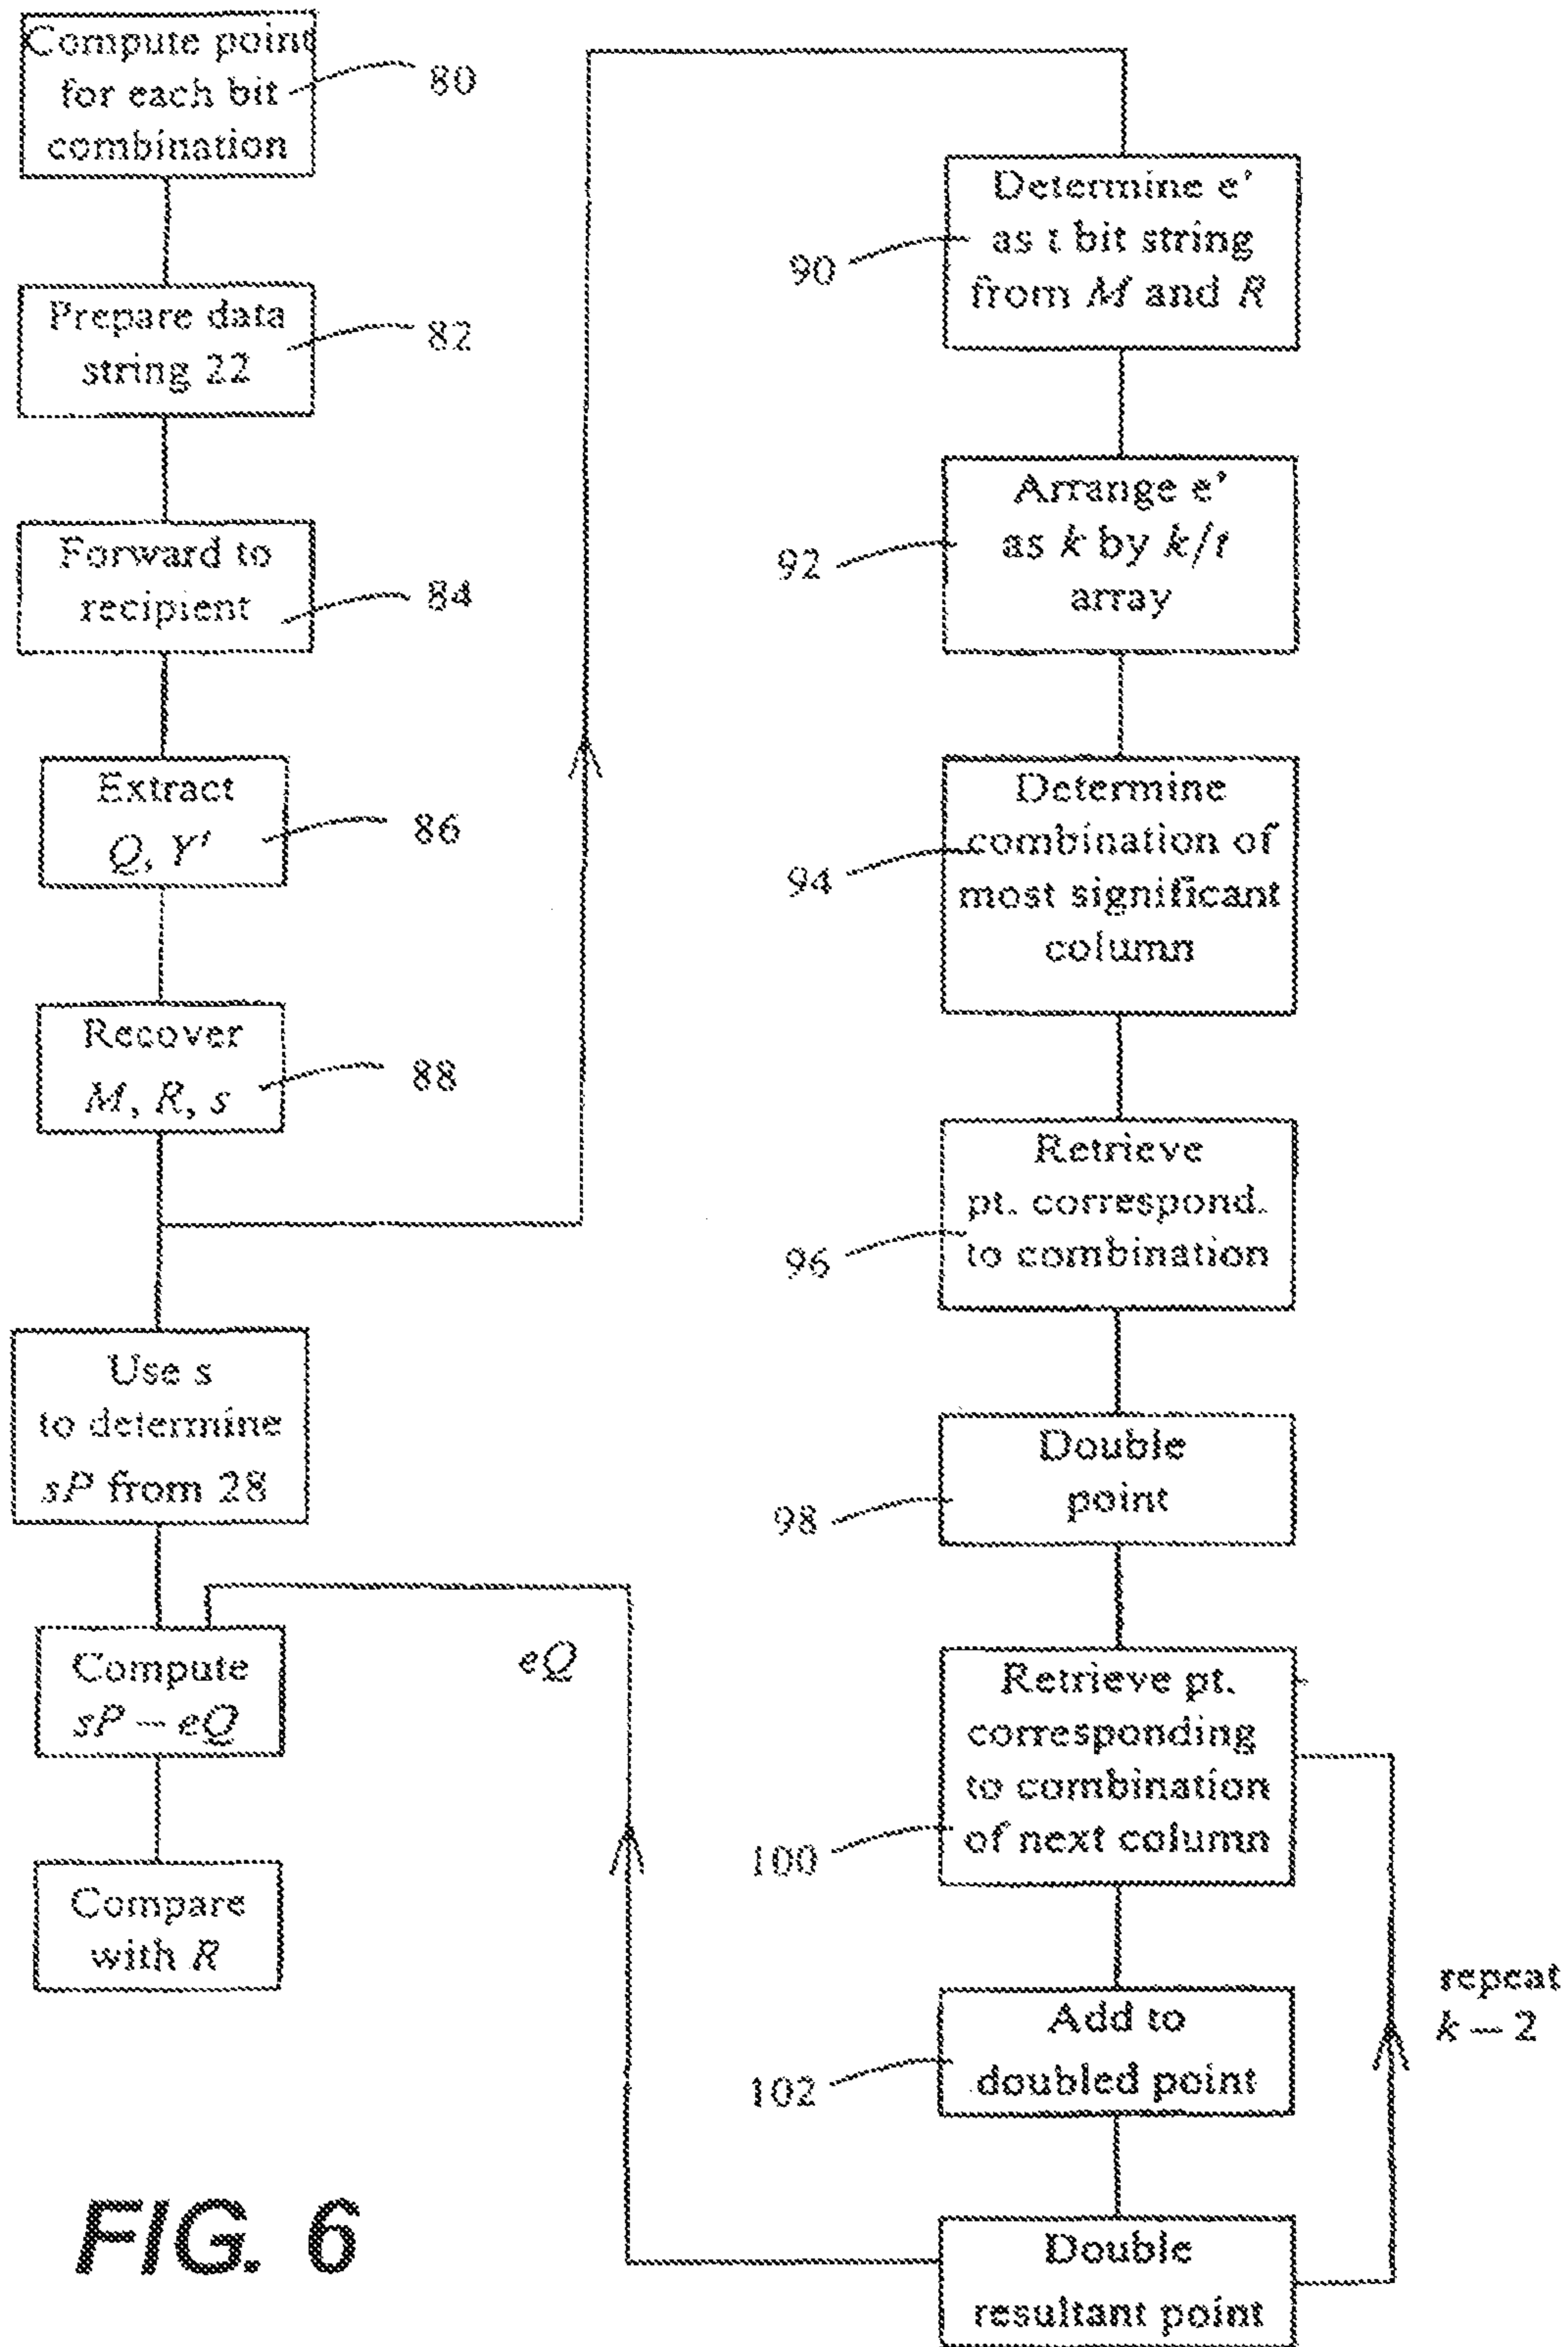 Compute point
for each bit
combination
80
Prepare data
string 22
82
Forward to
recipient
84
Extract
Q, Y'
86
Recover
M, R, s
88
Use s
to determine
sP from 28
Compute
sP – eQ
Compare
with R
eQ
Determine e'
as t bit string
from M and R
90
Arrange e'
as k by k/t
array
92
Determine
combination of
most significant
column
94
Retrieve
pt. correspond.
to combination
96
Double
point
98
Retrieve pt.
corresponding
to combination
of next column
100
Add to
doubled point
102
Double
resultant point
repeat
k – 2
FIG. 6